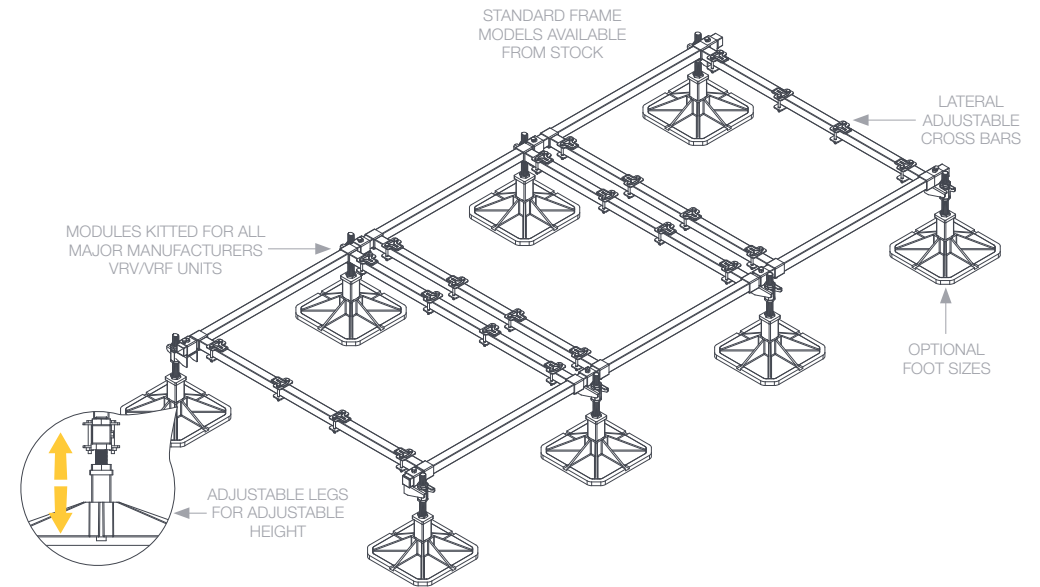 STANDARD FRAME
MODELS AVAILABLE
FROM STOCK
LATERAL
ADJUSTABLE
CROSS BARS
MODULES KITTED FOR ALL
MAJOR MANUFACTURERS
VRV/VRF UNITS
OPTIONAL
FOOT SIZES
ADJUSTABLE LEGS
FOR ADJUSTABLE
HEIGHT